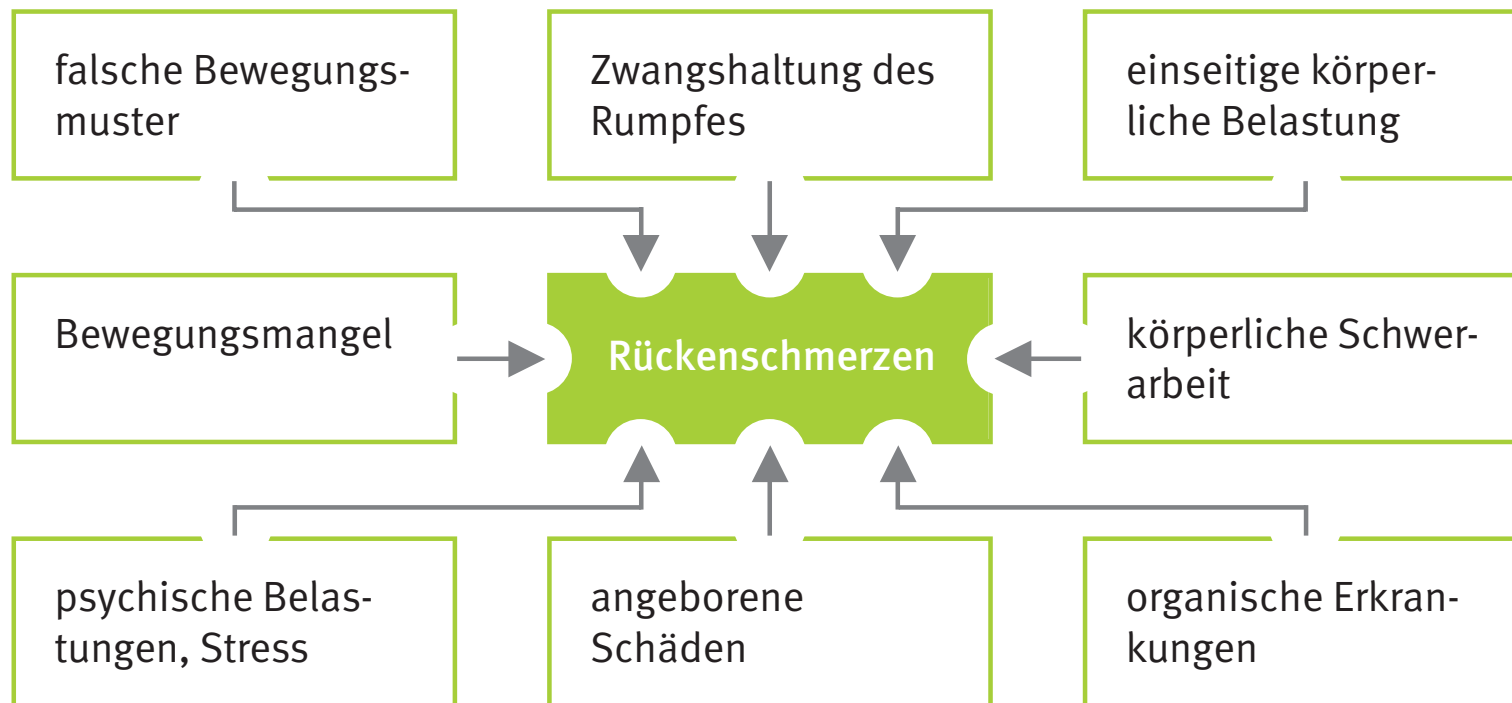 falsche Bewegungs-
muster
Zwangshaltung des
Rumpfes
einseitige körper-
liche Belastung
Bewegungsmangel
Rückenschmerzen
körperliche Schwer-
arbeit
psychische Belas-
tungen, Stress
angeborene
Schäden
organische Erkran-
kungen